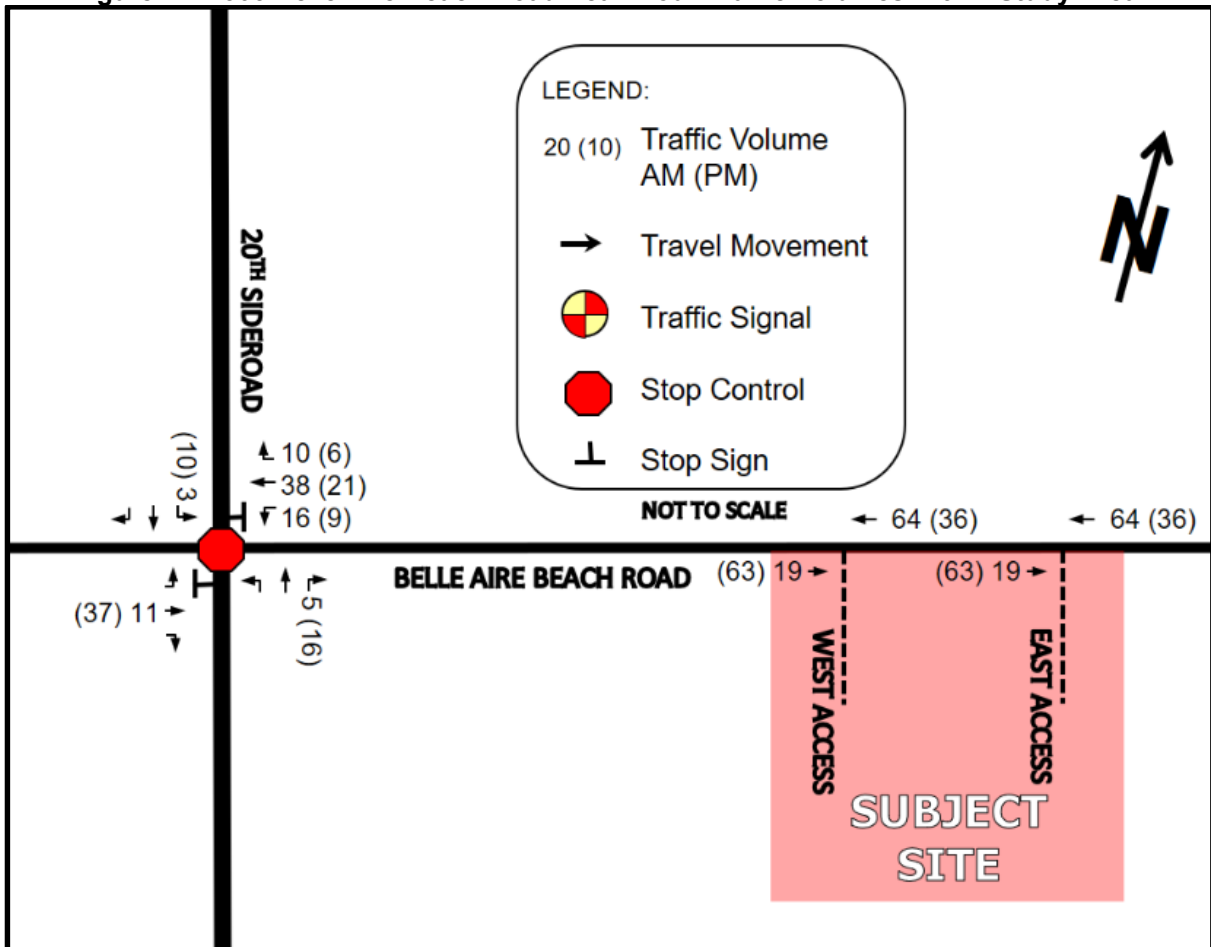 LEGEND:
20 (10) Traffic Volume
AM (PM)
Travel Movement
Traffic Signal
Stop Control
Stop Sign
N
20TH SIDEROAD
(10) 3
10 (6)
38 (21)
16 (9)
NOT TO SCALE
64 (36)
64 (36)
BELLE AIRE BEACH ROAD
(63) 19
(63) 19
(37) 11
5 (16)
WEST ACCESS
EAST ACCESS
SUBJECT
SITE